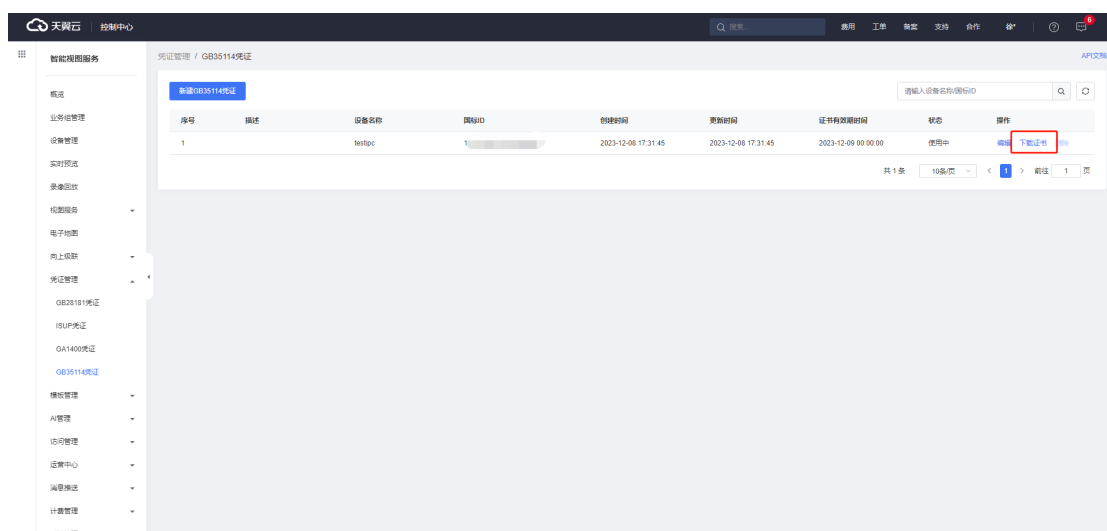 天翼云 控制中心 搜索... 费用 工单 备案 支持 合作 徐* 6
智能视图服务
凭证管理 / GB35114凭证 API文档
概览
业务组管理
设备管理
实时预览
录像回放
视图服务
电子地图
向上级联
凭证管理
GB28181凭证
ISUP凭证
GA1400凭证
GB35114凭证
模板管理
AI管理
访问管理
运营中心
消息推送
计费管理
新建GB35114凭证 请输入设备名称/国标ID
序号 描述 设备名称 国标ID 创建时间 更新时间 证书有效期时间 状态 操作
1 testipc 1 2023-12-08 17:31:45 2023-12-08 17:31:45 2023-12-09 00:00:00 使用中 编辑 下载证书
共 1 条 10条/页 < 1 > 前往 1 页